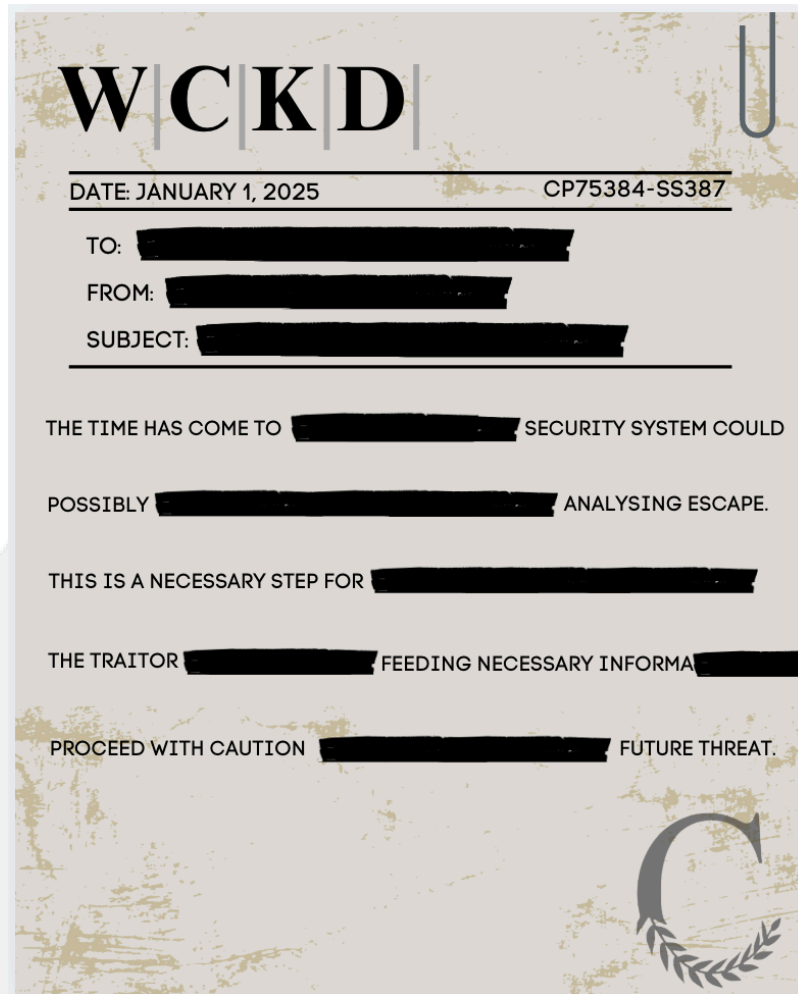 W|C|K|D|
DATE: JANUARY 1, 2025 CP75384-SS387
TO:
FROM:
SUBJECT:
THE TIME HAS COME TO SECURITY SYSTEM COULD
POSSIBLY ANALYSING ESCAPE.
THIS IS A NECESSARY STEP FOR
THE TRAITOR FEEDING NECESSARY INFORMA
PROCEED WITH CAUTION FUTURE THREAT.
C